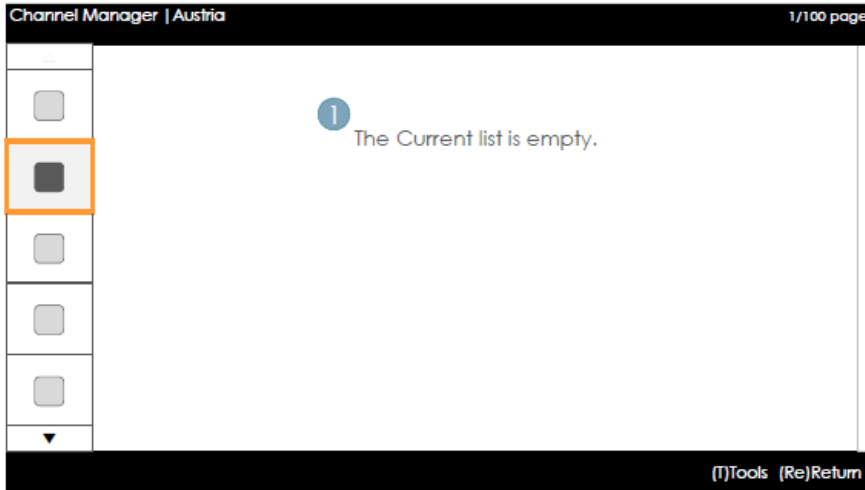 Channel Manager | Austria
1/100 page
1
The Current list is empty.
(T)Tools (Re)Return